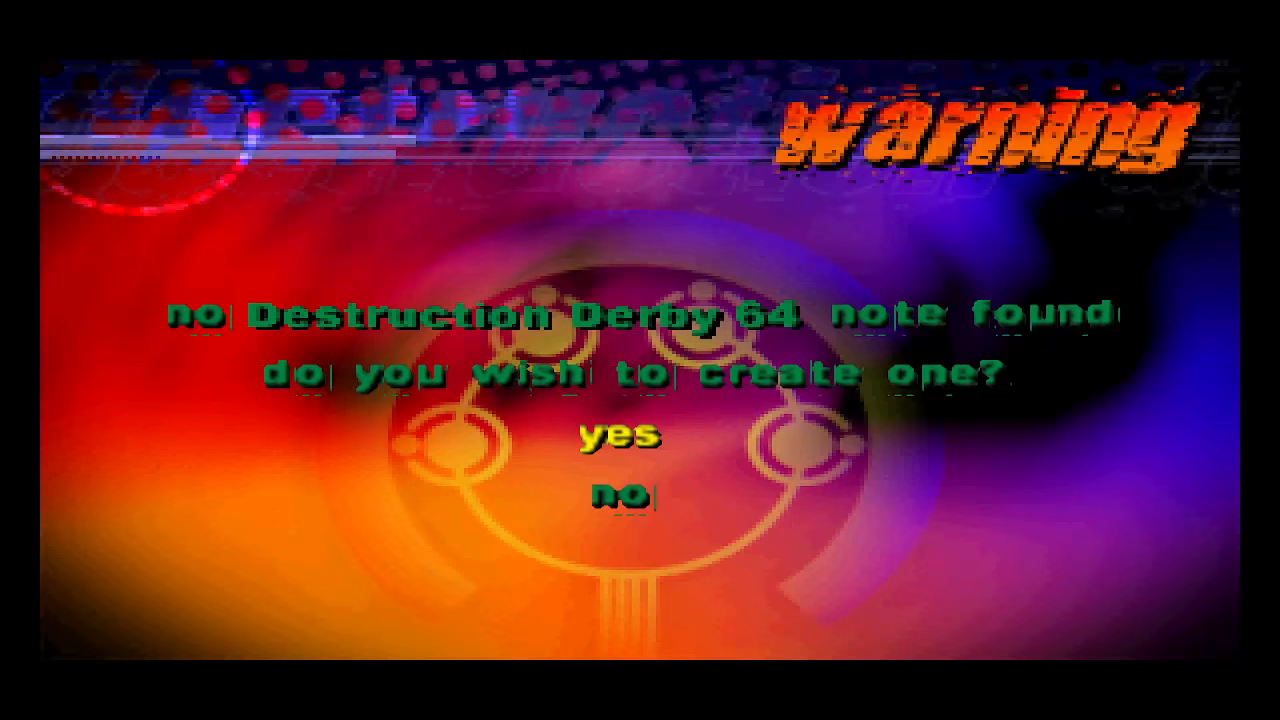 warning
no Destruction Derby 64 note found
do you wish to create one?
yes
no